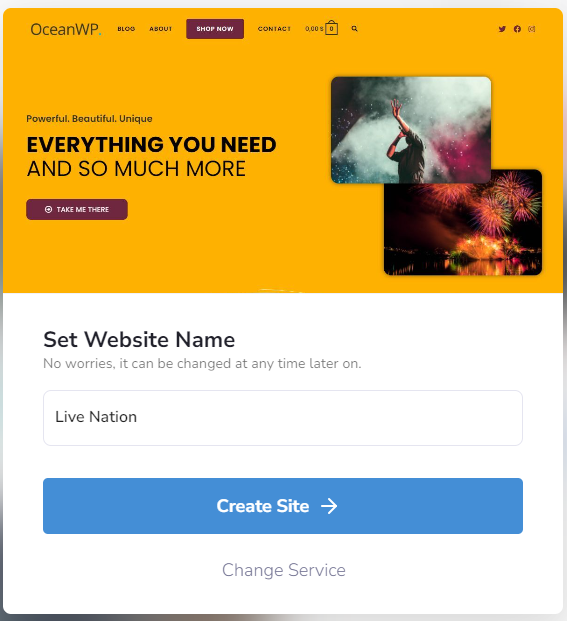 OceanWP. BLOG ABOUT SHOP NOW CONTACT 0,00 $ 0
Powerful. Beautiful. Unique
EVERYTHING YOU NEED
AND SO MUCH MORE
TAKE ME THERE
Set Website Name
No worries, it can be changed at any time later on.
Live Nation
Create Site
Change Service